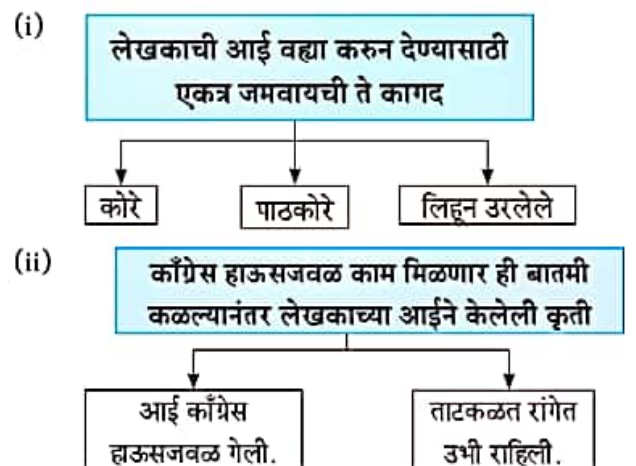 (i)
लेखकाची आई वह्या करुन देण्यासाठी
एकत्र जमवायची ते कागद
कोरे
पाठकोरे
लिहून उरलेले
(ii)
काँग्रेस हाऊसजवळ काम मिळणार ही बातमी
कळल्यानंतर लेखकाच्या आईने केलेली कृती
आई काँग्रेस
हाऊसजवळ गेली.
ताटकळत रांगेत
उभी राहिली.